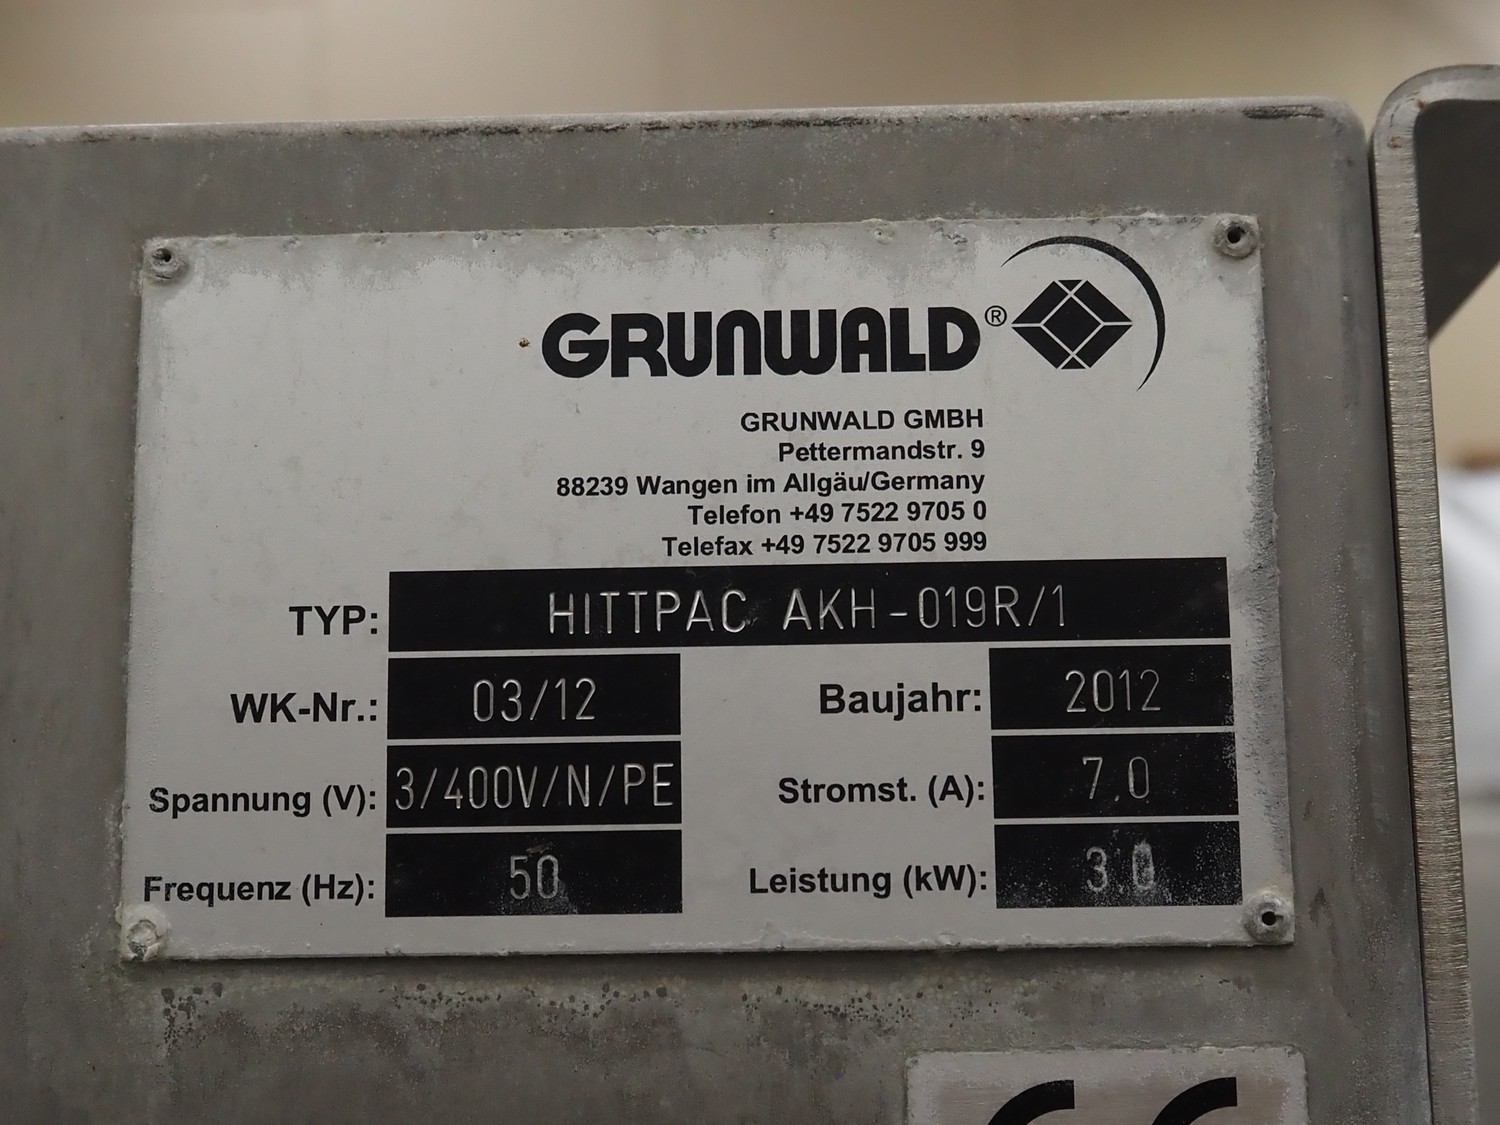 GRUNWALD®
GRUNWALD GMBH
Pettermandstr. 9
88239 Wangen im Allgäu/Germany
Telefon +49 7522 9705 0
Telefax +49 7522 9705 999
TYP: HITTPAC AKH-019R/1
WK-Nr.: 03/12 Baujahr: 2012
Spannung (V): 3/400V/N/PE Stromst. (A): 7.0
Frequenz (Hz): 50 Leistung (kW): 3.0
CE